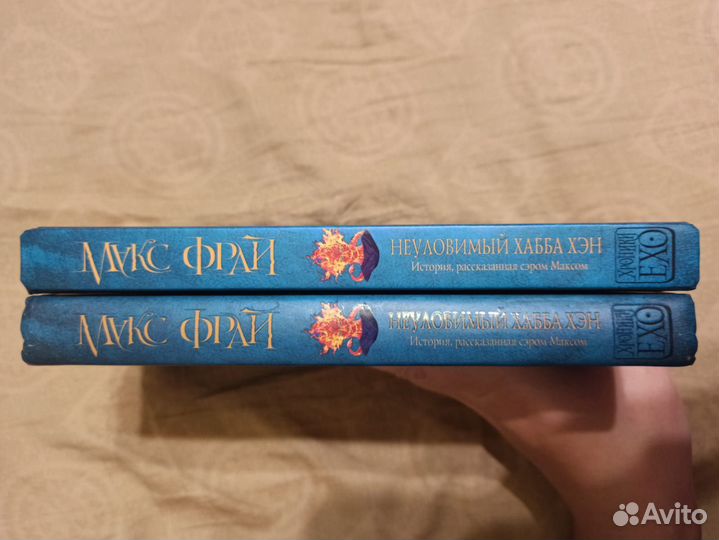 МАКС ФРАЙ
НЕУЛОВИМЫЙ ХАББА ХЭН
История, рассказанная сэром Максом
ХРОНИКИ
ЕХО
МАКС ФРАЙ
НЕУЛОВИМЫЙ ХАББА ХЭН
История, рассказанная сэром Максом
ХРОНИКИ
ЕХО
Avito